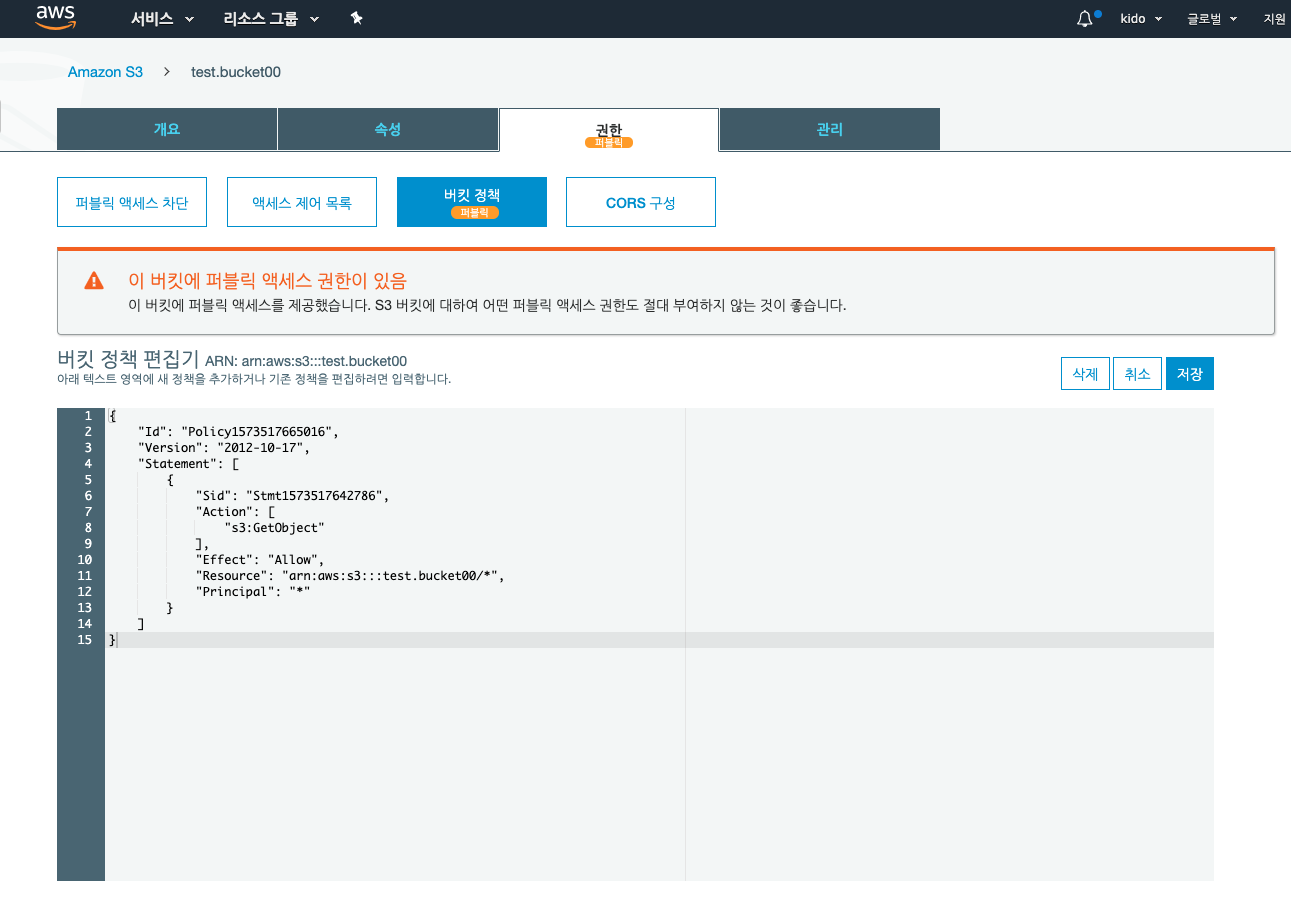 aws 서비스 리소스 그룹 kido 글로벌 지원
Amazon S3 > test.bucket00
개요 속성 권한 관리
퍼블릭
퍼블릭 액세스 차단 액세스 제어 목록 버킷 정책 CORS 구성
퍼블릭
이 버킷에 퍼블릭 액세스 권한이 있음
이 버킷에 퍼블릭 액세스를 제공했습니다. S3 버킷에 대하여 어떤 퍼블릭 액세스 권한도 절대 부여하지 않는 것이 좋습니다.
버킷 정책 편집기 ARN: arn:aws:s3:::test.bucket00
아래 텍스트 영역에 새 정책을 추가하거나 기존 정책을 편집하려면 입력합니다.
삭제 취소 저장
1 {
2 "Id": "Policy1573517665016",
3 "Version": "2012-10-17",
4 "Statement": [
5 {
6 "Sid": "Stmt1573517642786",
7 "Action": [
8 "s3:GetObject"
9 ],
10 "Effect": "Allow",
11 "Resource": "arn:aws:s3:::test.bucket00/*",
12 "Principal": "*"
13 }
14 ]
15 }